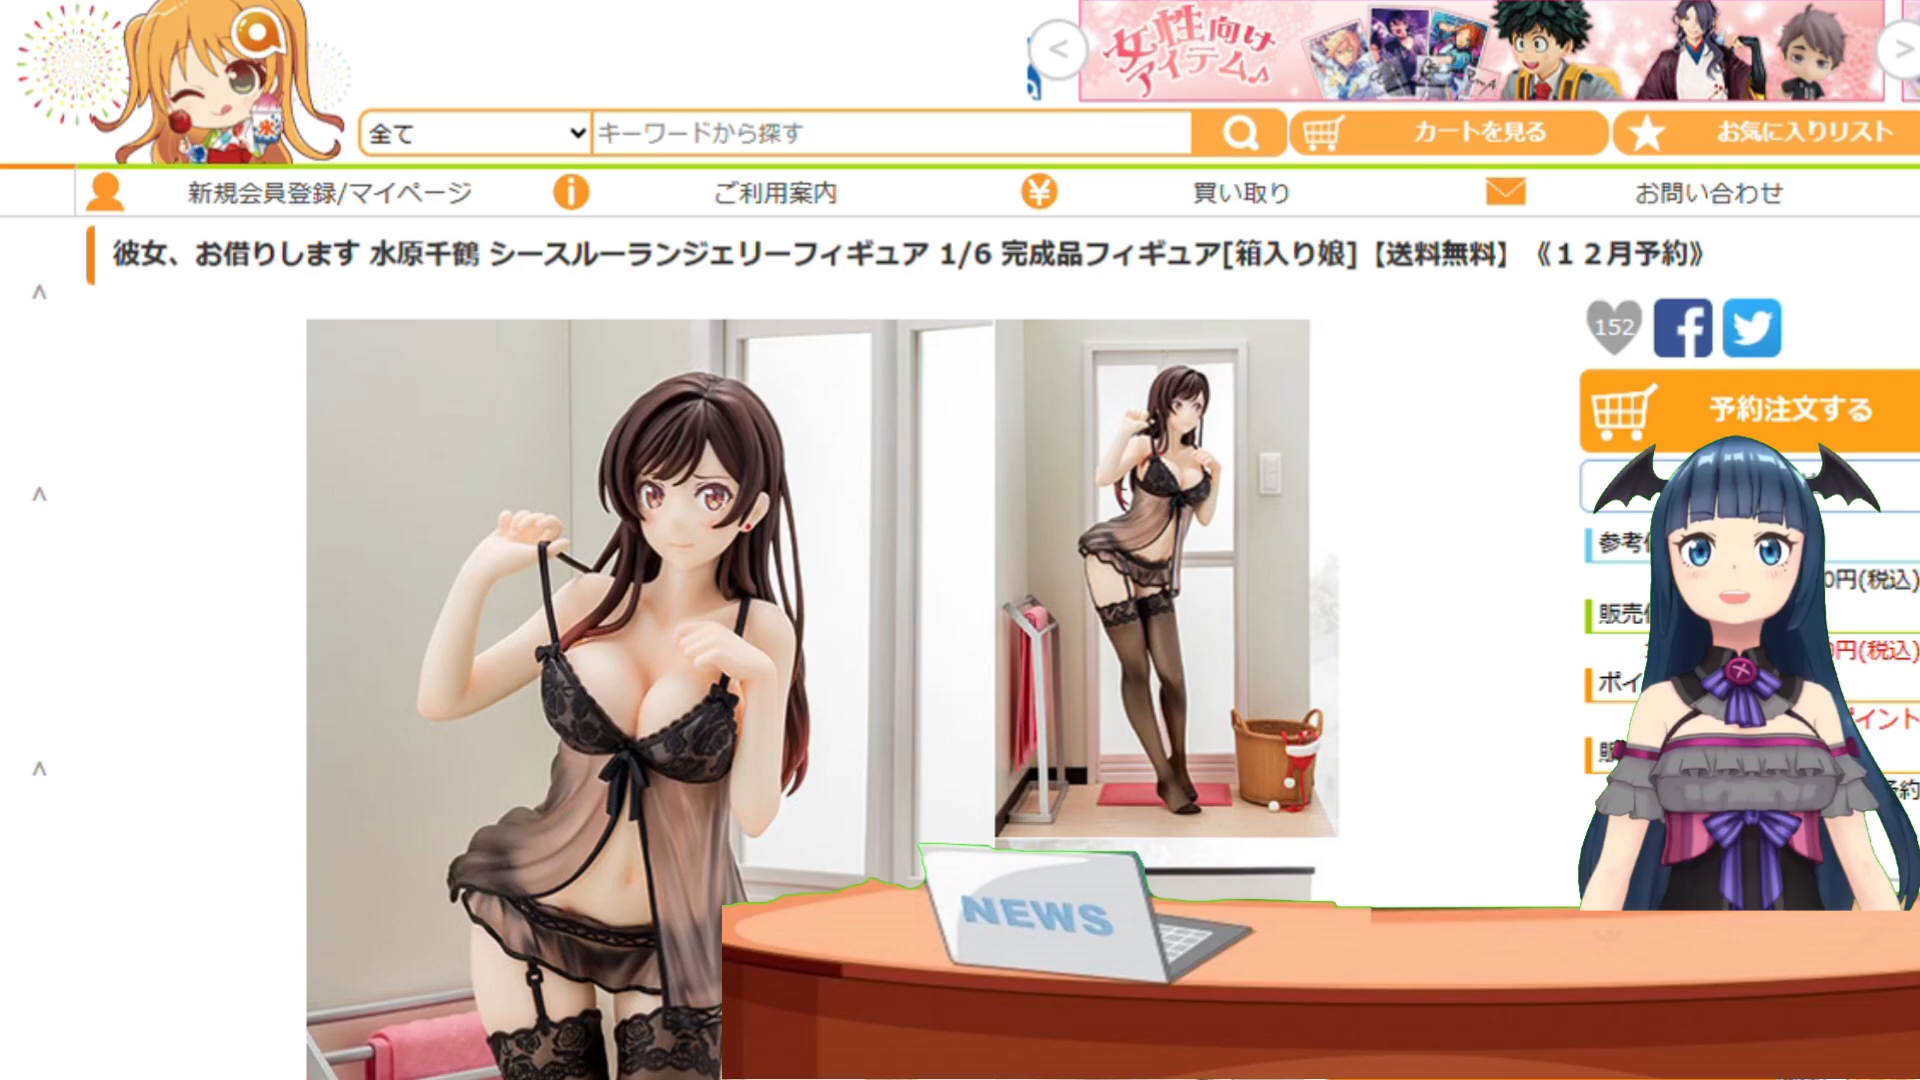 女性向け
アイテム♪
全て
キーワードから探す
カートを見る
お気に入りリスト
新規会員登録/マイページ
ご利用案内
買い取り
お問い合わせ
彼女、お借りします 水原千鶴 シースルーランジェリーフィギュア 1/6 完成品フィギュア[箱入り娘]【送料無料】《１２月予約》
152
予約注文する
参考
0円(税込)
販売
円(税込)
ポイ
イント
予約
氷
NEWS